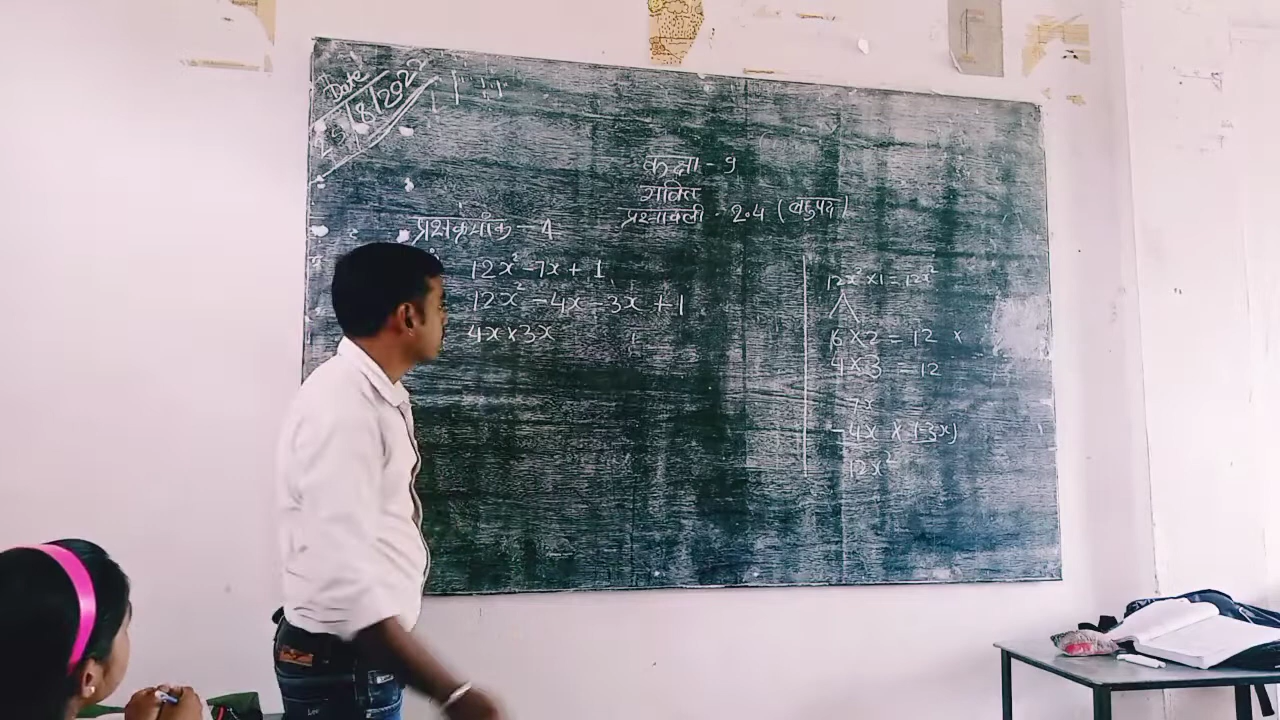 Date
25/8/2022
कक्षा - 9
गणित
प्रश्नावली - 2.4 (बहुपद)
प्रश्न क्रमांक - 4
12x²-7x+1
12x²-4x-3x+1
4x×3x
12x²×1=12x²
6×2=12 ×
4×3=12
7x
-4x×(-3x)
12x²